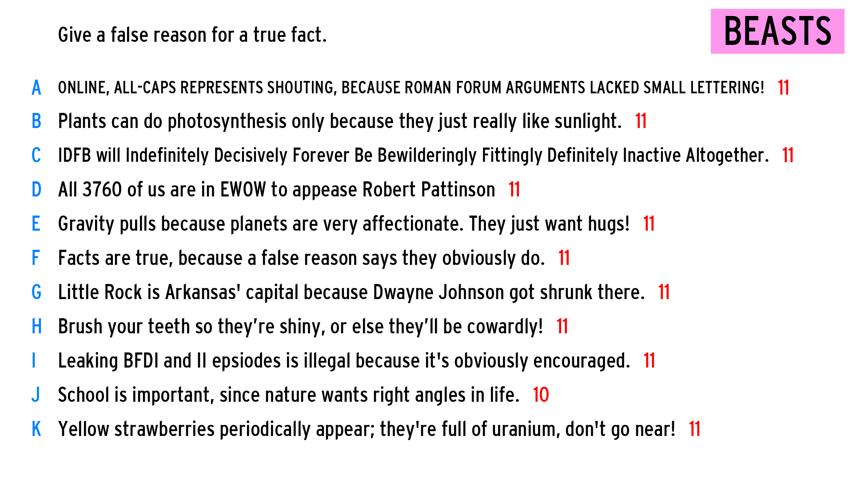 Give a false reason for a true fact.
BEASTS
A ONLINE, ALL-CAPS REPRESENTS SHOUTING, BECAUSE ROMAN FORUM ARGUMENTS LACKED SMALL LETTERING! 11
B Plants can do photosynthesis only because they just really like sunlight. 11
C IDFB will Indefinitely Decisively Forever Be Bewilderingly Fittingly Definitely Inactive Altogether. 11
D All 3760 of us are in EWOW to appease Robert Pattinson 11
E Gravity pulls because planets are very affectionate. They just want hugs! 11
F Facts are true, because a false reason says they obviously do. 11
G Little Rock is Arkansas' capital because Dwayne Johnson got shrunk there. 11
H Brush your teeth so they’re shiny, or else they’ll be cowardly! 11
I Leaking BFDI and II epsiodes is illegal because it's obviously encouraged. 11
J School is important, since nature wants right angles in life. 10
K Yellow strawberries periodically appear; they're full of uranium, don't go near! 11